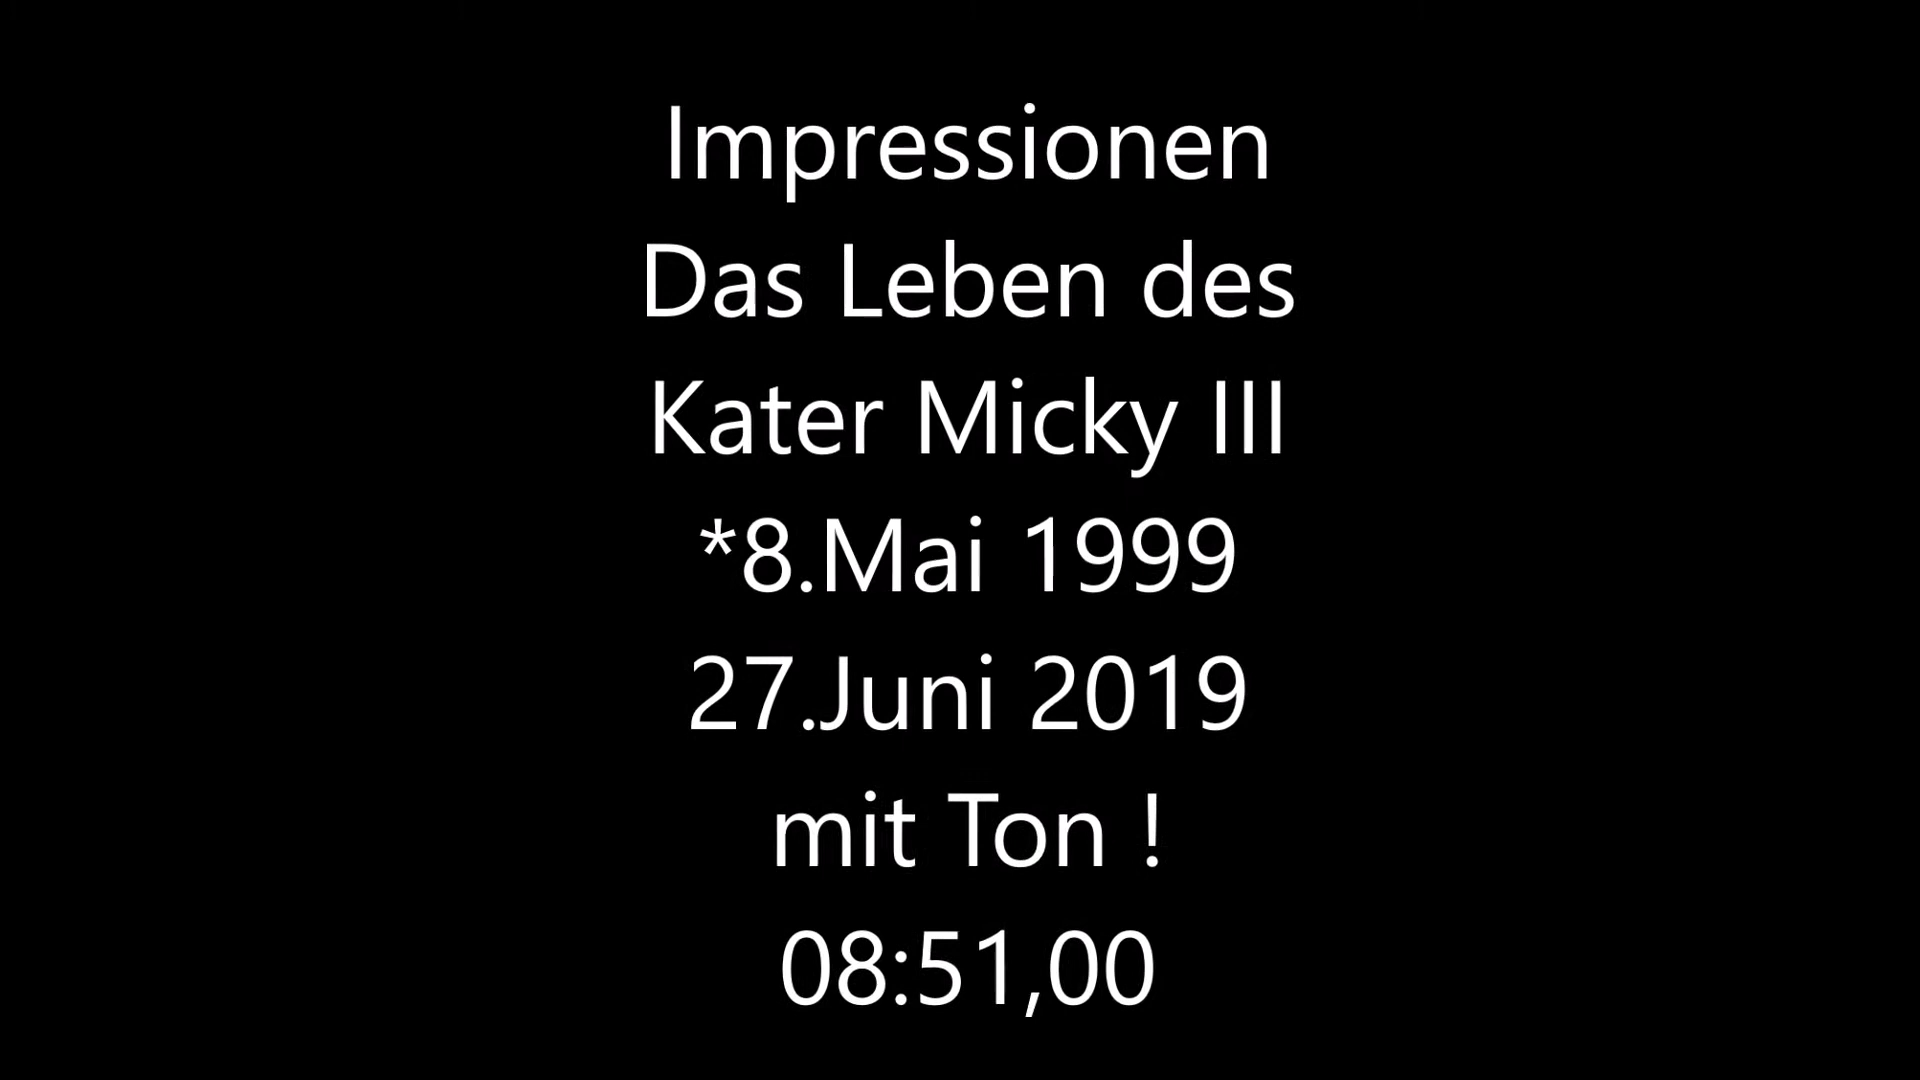 Impressionen
Das Leben des
Kater Micky III
*8.Mai 1999
27.Juni 2019
mit Ton !
08:51,00